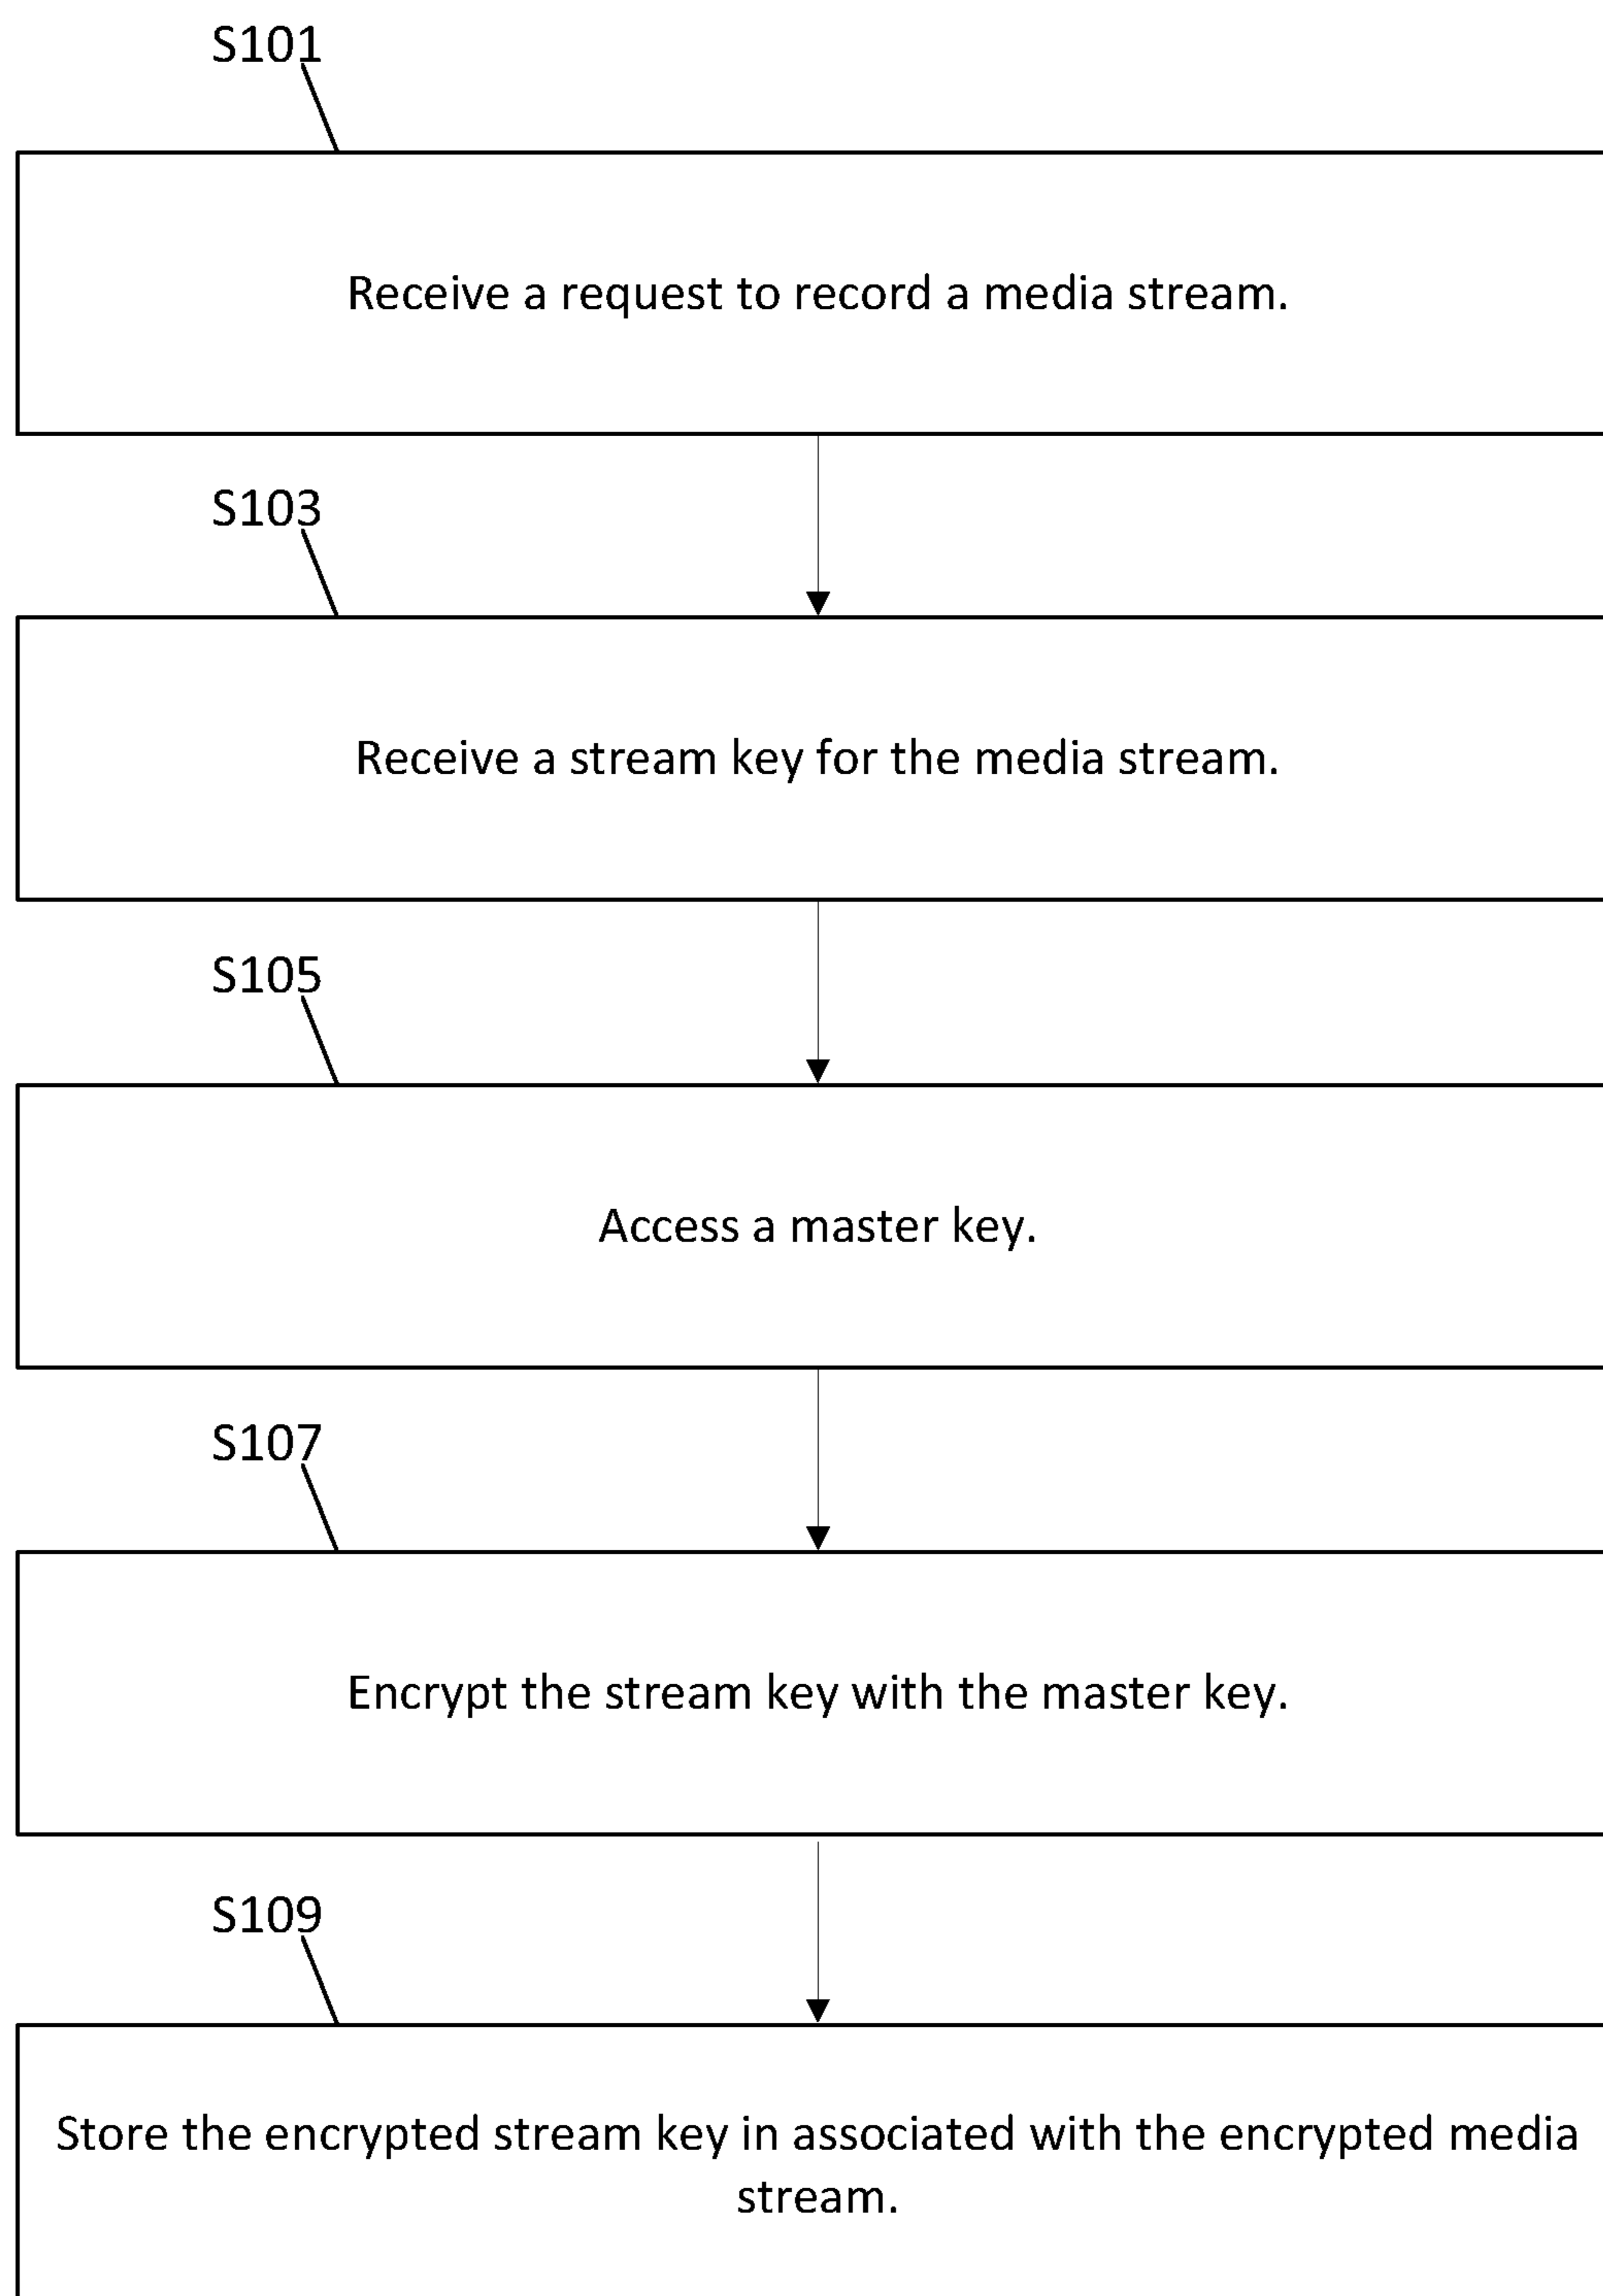 S101
Receive a request to record a media stream.
S103
Receive a stream key for the media stream.
S105
Access a master key.
S107
Encrypt the stream key with the master key.
S109
Store the encrypted stream key in associated with the encrypted media
stream.